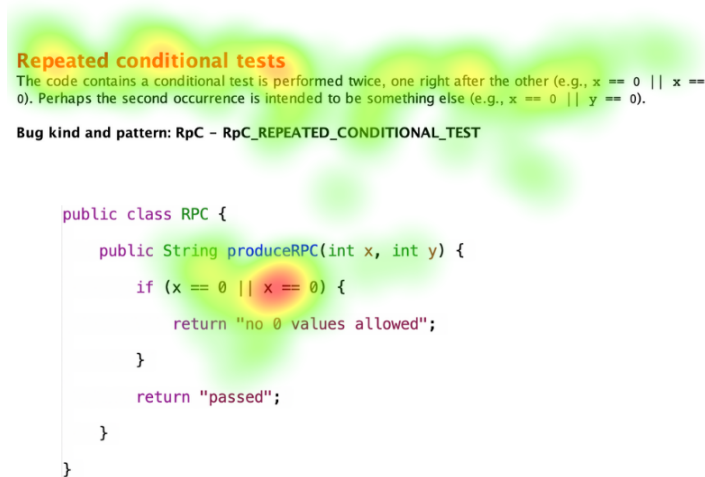 Repeated conditional tests
The code contains a conditional test is performed twice, one right after the other (e.g., x == 0 || x ==
0). Perhaps the second occurrence is intended to be something else (e.g., x == 0 || y == 0).
Bug kind and pattern: RpC – RpC_REPEATED_CONDITIONAL_TEST
public class RPC {
public String produceRPC(int x, int y) {
if (x == 0 || x == 0) {
return "no 0 values allowed";
}
return "passed";
}
}